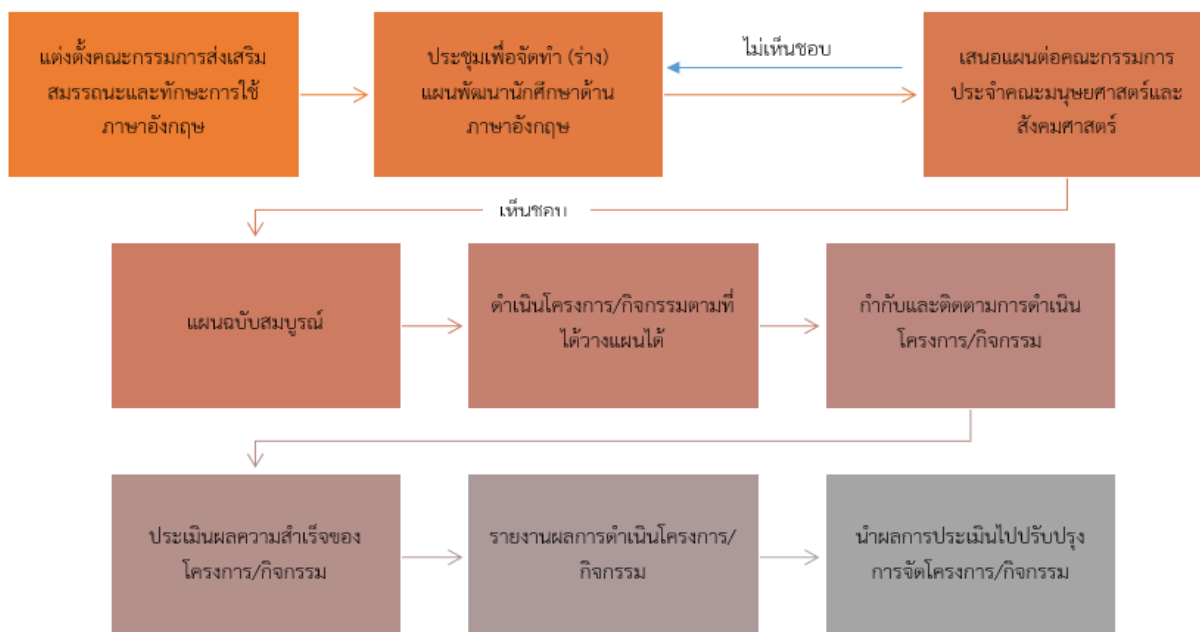 แต่งตั้งคณะกรรมการส่งเสริม
สมรรถนะและทักษะการใช้
ภาษาอังกฤษ
ประชุมเพื่อจัดทำ (ร่าง)
แผนพัฒนานักศึกษาด้าน
ภาษาอังกฤษ
ไม่เห็นชอบ
เสนอแผนต่อคณะกรรมการ
ประจำคณะมนุษยศาสตร์และ
สังคมศาสตร์
เห็นชอบ
แผนฉบับสมบูรณ์
ดำเนินโครงการ/กิจกรรมตามที่
ได้วางแผนได้
กำกับและติดตามการดำเนิน
โครงการ/กิจกรรม
ประเมินผลความสำเร็จของ
โครงการ/กิจกรรม
รายงานผลการดำเนินโครงการ/
กิจกรรม
นำผลการประเมินไปปรับปรุง
การจัดโครงการ/กิจกรรม